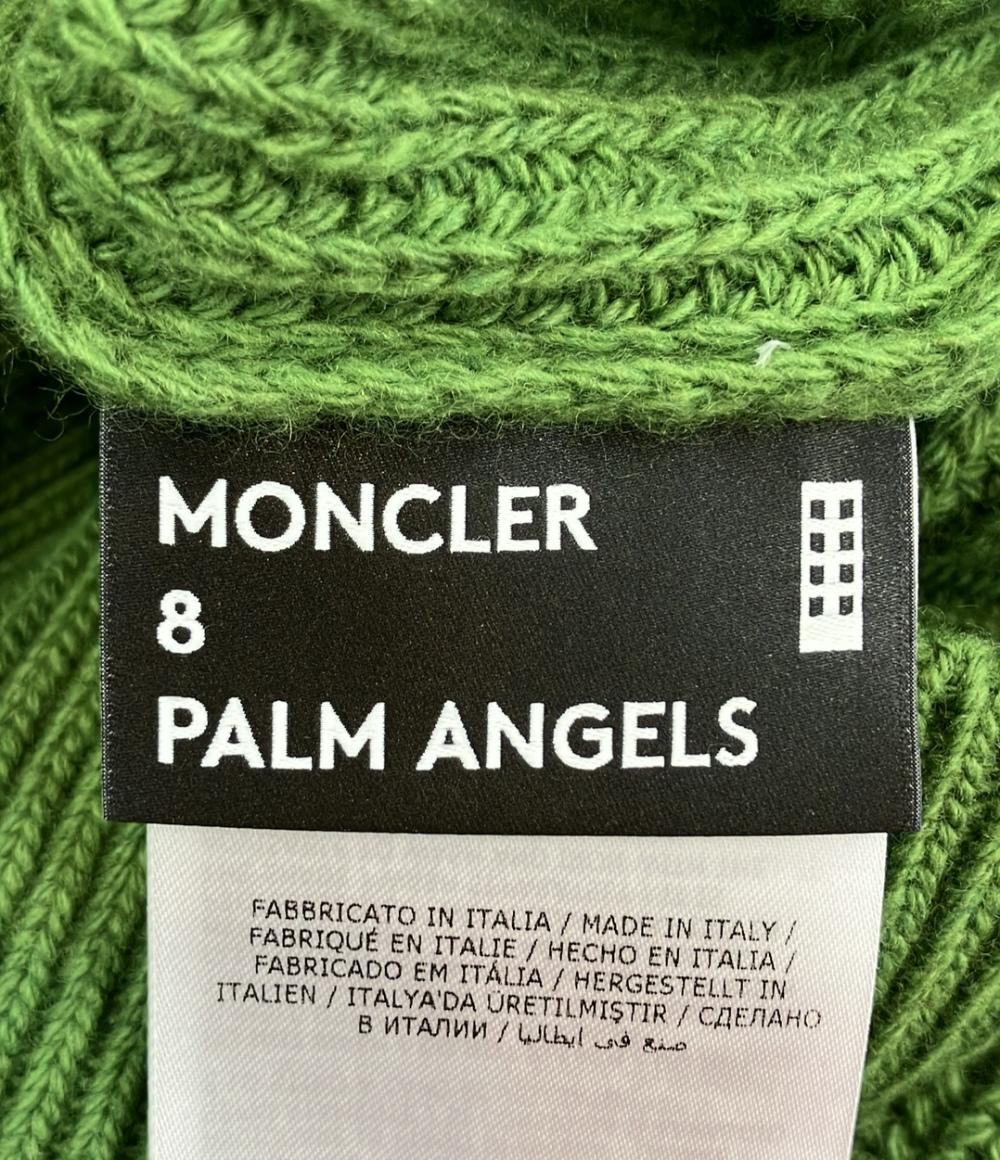 MONCLER
8
PALM ANGELS
FABBRICATO IN ITALIA / MADE IN ITALY /
FABRIQUÉ EN ITALIE / HECHO EN ITALIA /
FABRICADO EM ITÁLIA / HERGESTELLT IN
ITALIEN / ITALYA'DA ÜRETILMIŞTIR / СДЕЛАНО
В ИТАЛИИ / صنع في ايطاليا